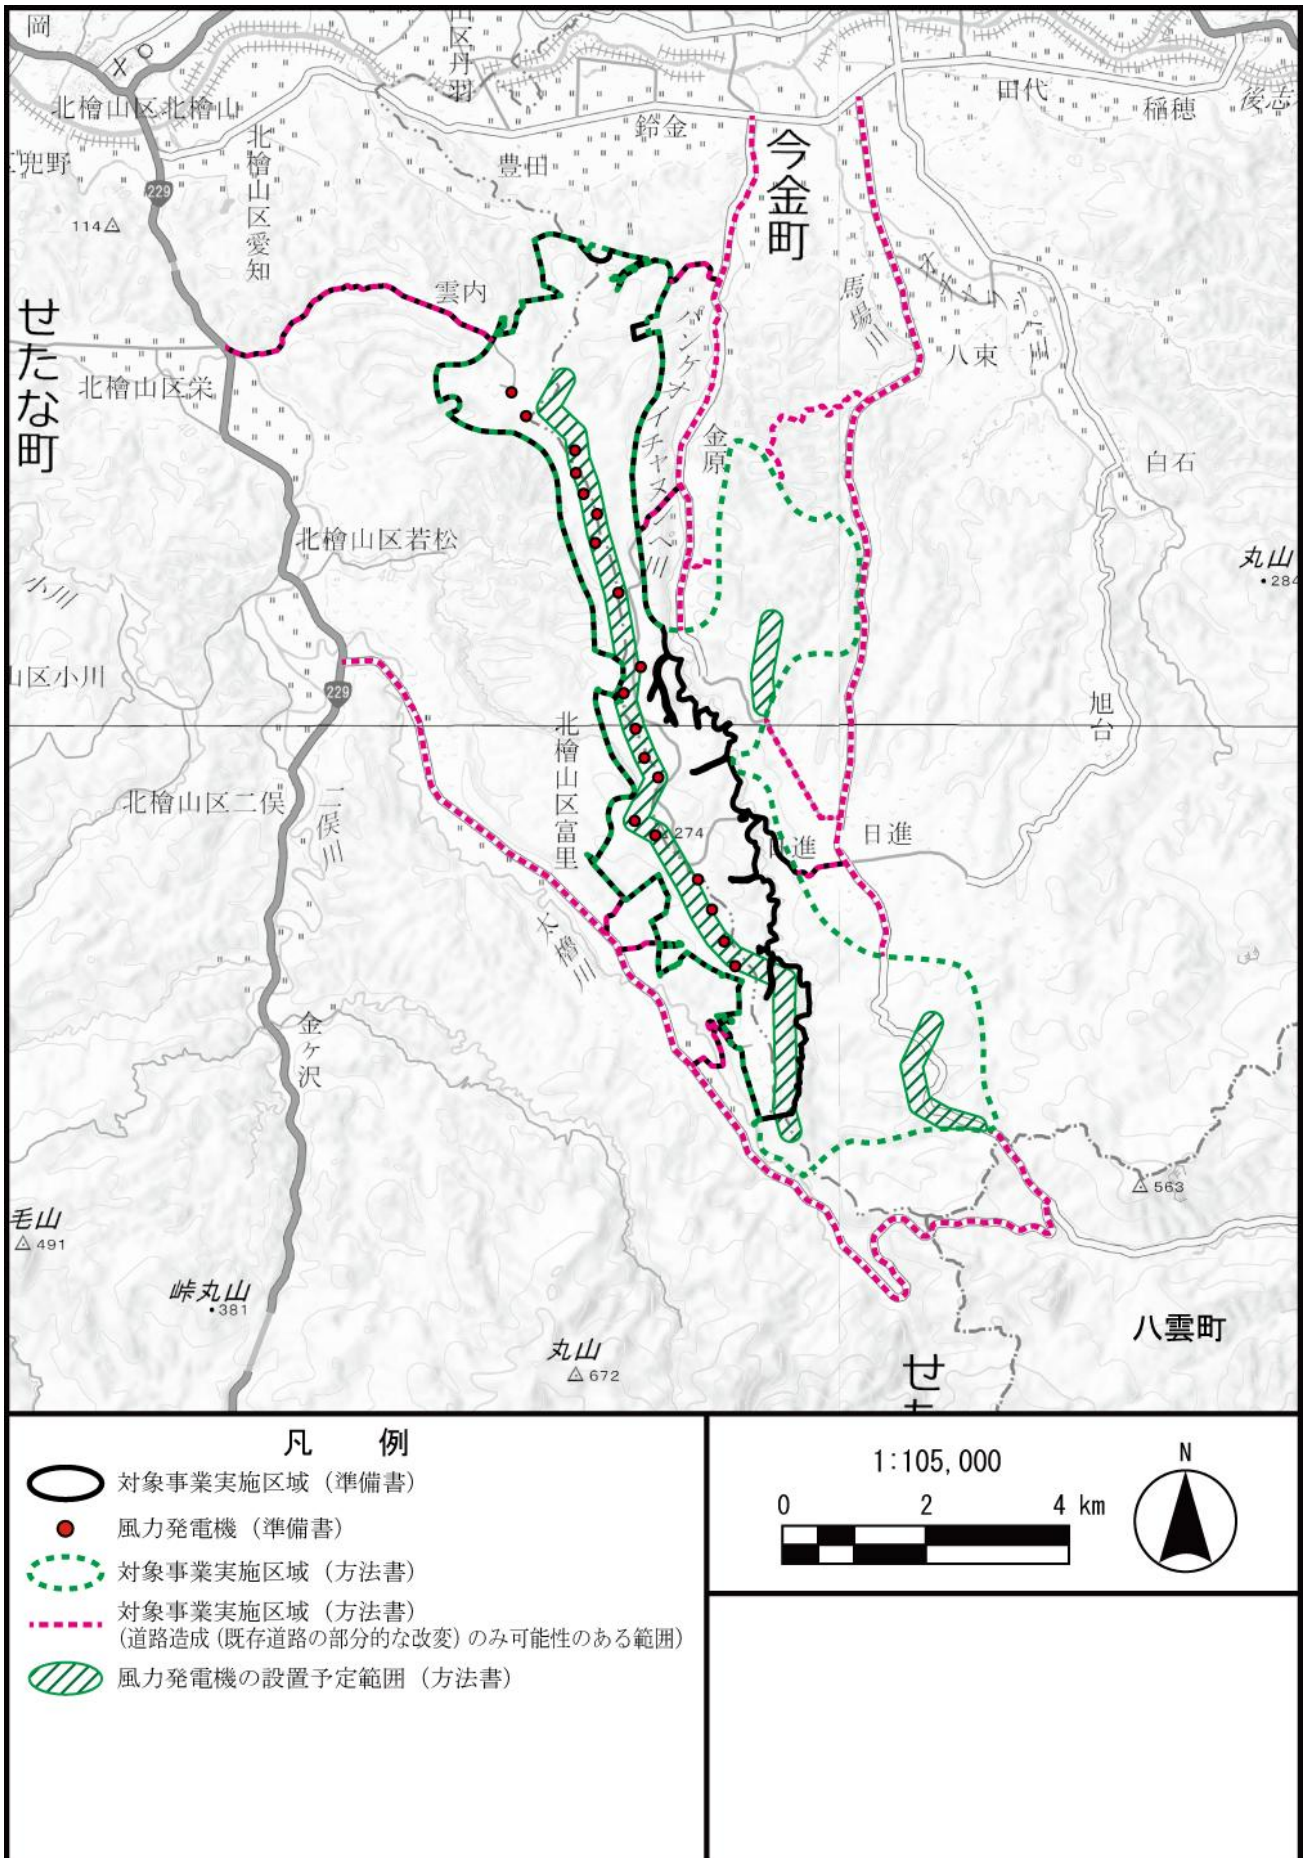 岡
区丹羽
北檜山区北檜山
田代
稲穂
後志
鈴金
兜野
北檜山区愛知
豊田
今金町
229
114
せたな町
雲内
馬場川
八束
北檜山区栄
パンケオイチャヌンペ川
金原
白石
北檜山区若松
丸山
284
小川
山区小川
229
旭台
北檜山区富里
北檜山区二俣
二俣川
274
日進
太櫓川
金ヶ沢
563
毛山
491
峠丸山
381
八雲町
丸山
672
せ
凡 例
対象事業実施区域（準備書）
風力発電機（準備書）
対象事業実施区域（方法書）
対象事業実施区域（方法書）
（道路造成（既存道路の部分的な改変）のみ可能性のある範囲）
風力発電機の設置予定範囲（方法書）
1:105,000
0 2 4 km
N